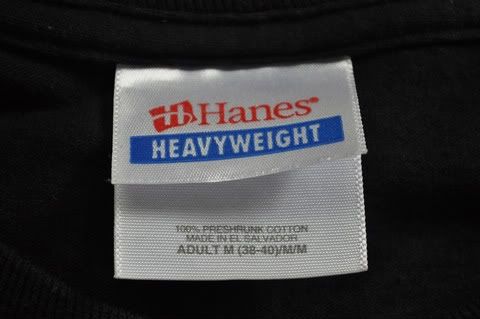 Hanes®
HEAVYWEIGHT
100% PRESHRUNK COTTON
MADE IN EL SALVADOR
ADULT M (38-40)/M/M